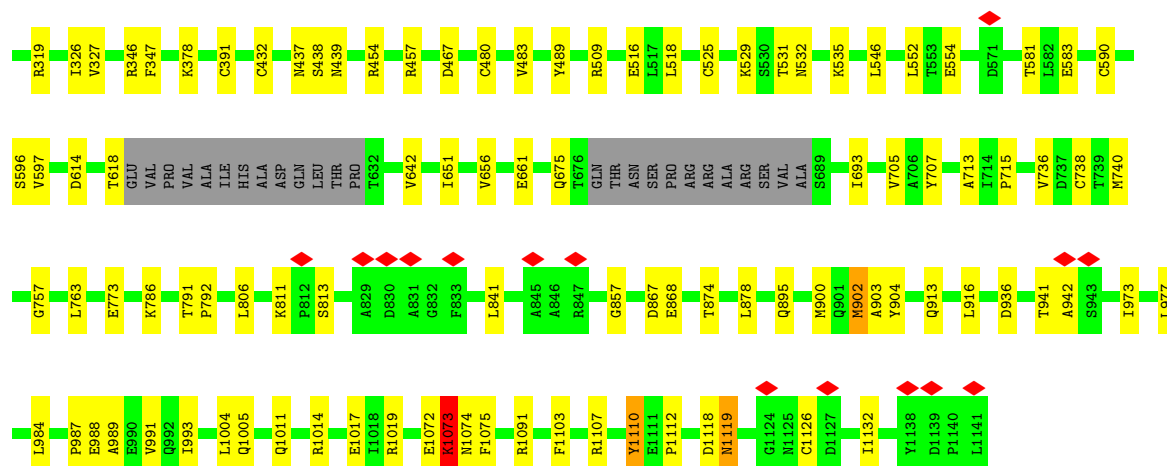 R319 I326 V327 R346 F347 K378 C391 C432 N437 S438 N439 R454 R457 D467 C480 V483 Y489 R509 E516 L517 L518 C525 K529 S530 T531 N532 K535 L546 L552 T553 E554 D571 T581 L582 E583 C590
S596 V597 D614 T618 GLU VAL PRO VAL ALA ILE HIS ALA ASP GLN LEU THR PRO T632 V642 I651 V656 E661 Q675 T676 GLN THR ASN SER PRO ARG ARG ALA ARG SER VAL ALA S689 I693 V705 A706 Y707 A713 I714 P715 V736 D737 C738 T739 M740
G757 L763 E773 K786 T791 P792 L806 K811 P812 S813 A829 D830 A831 G832 F833 L841 A845 A846 R847 G857 D867 E868 T874 L878 Q895 M900 Q901 M902 A903 Y904 Q913 L916 D936 T941 A942 S943 I973 L977
L984 P987 E988 A989 E990 V991 Q992 I993 L1004 Q1005 Q1011 R1014 E1017 I1018 R1019 E1072 K1073 N1074 F1075 R1091 F1103 R1107 Y1110 E1111 P1112 D1118 N1119 G1124 N1125 C1126 D1127 I1132 Y1138 D1139 P1140 L1141